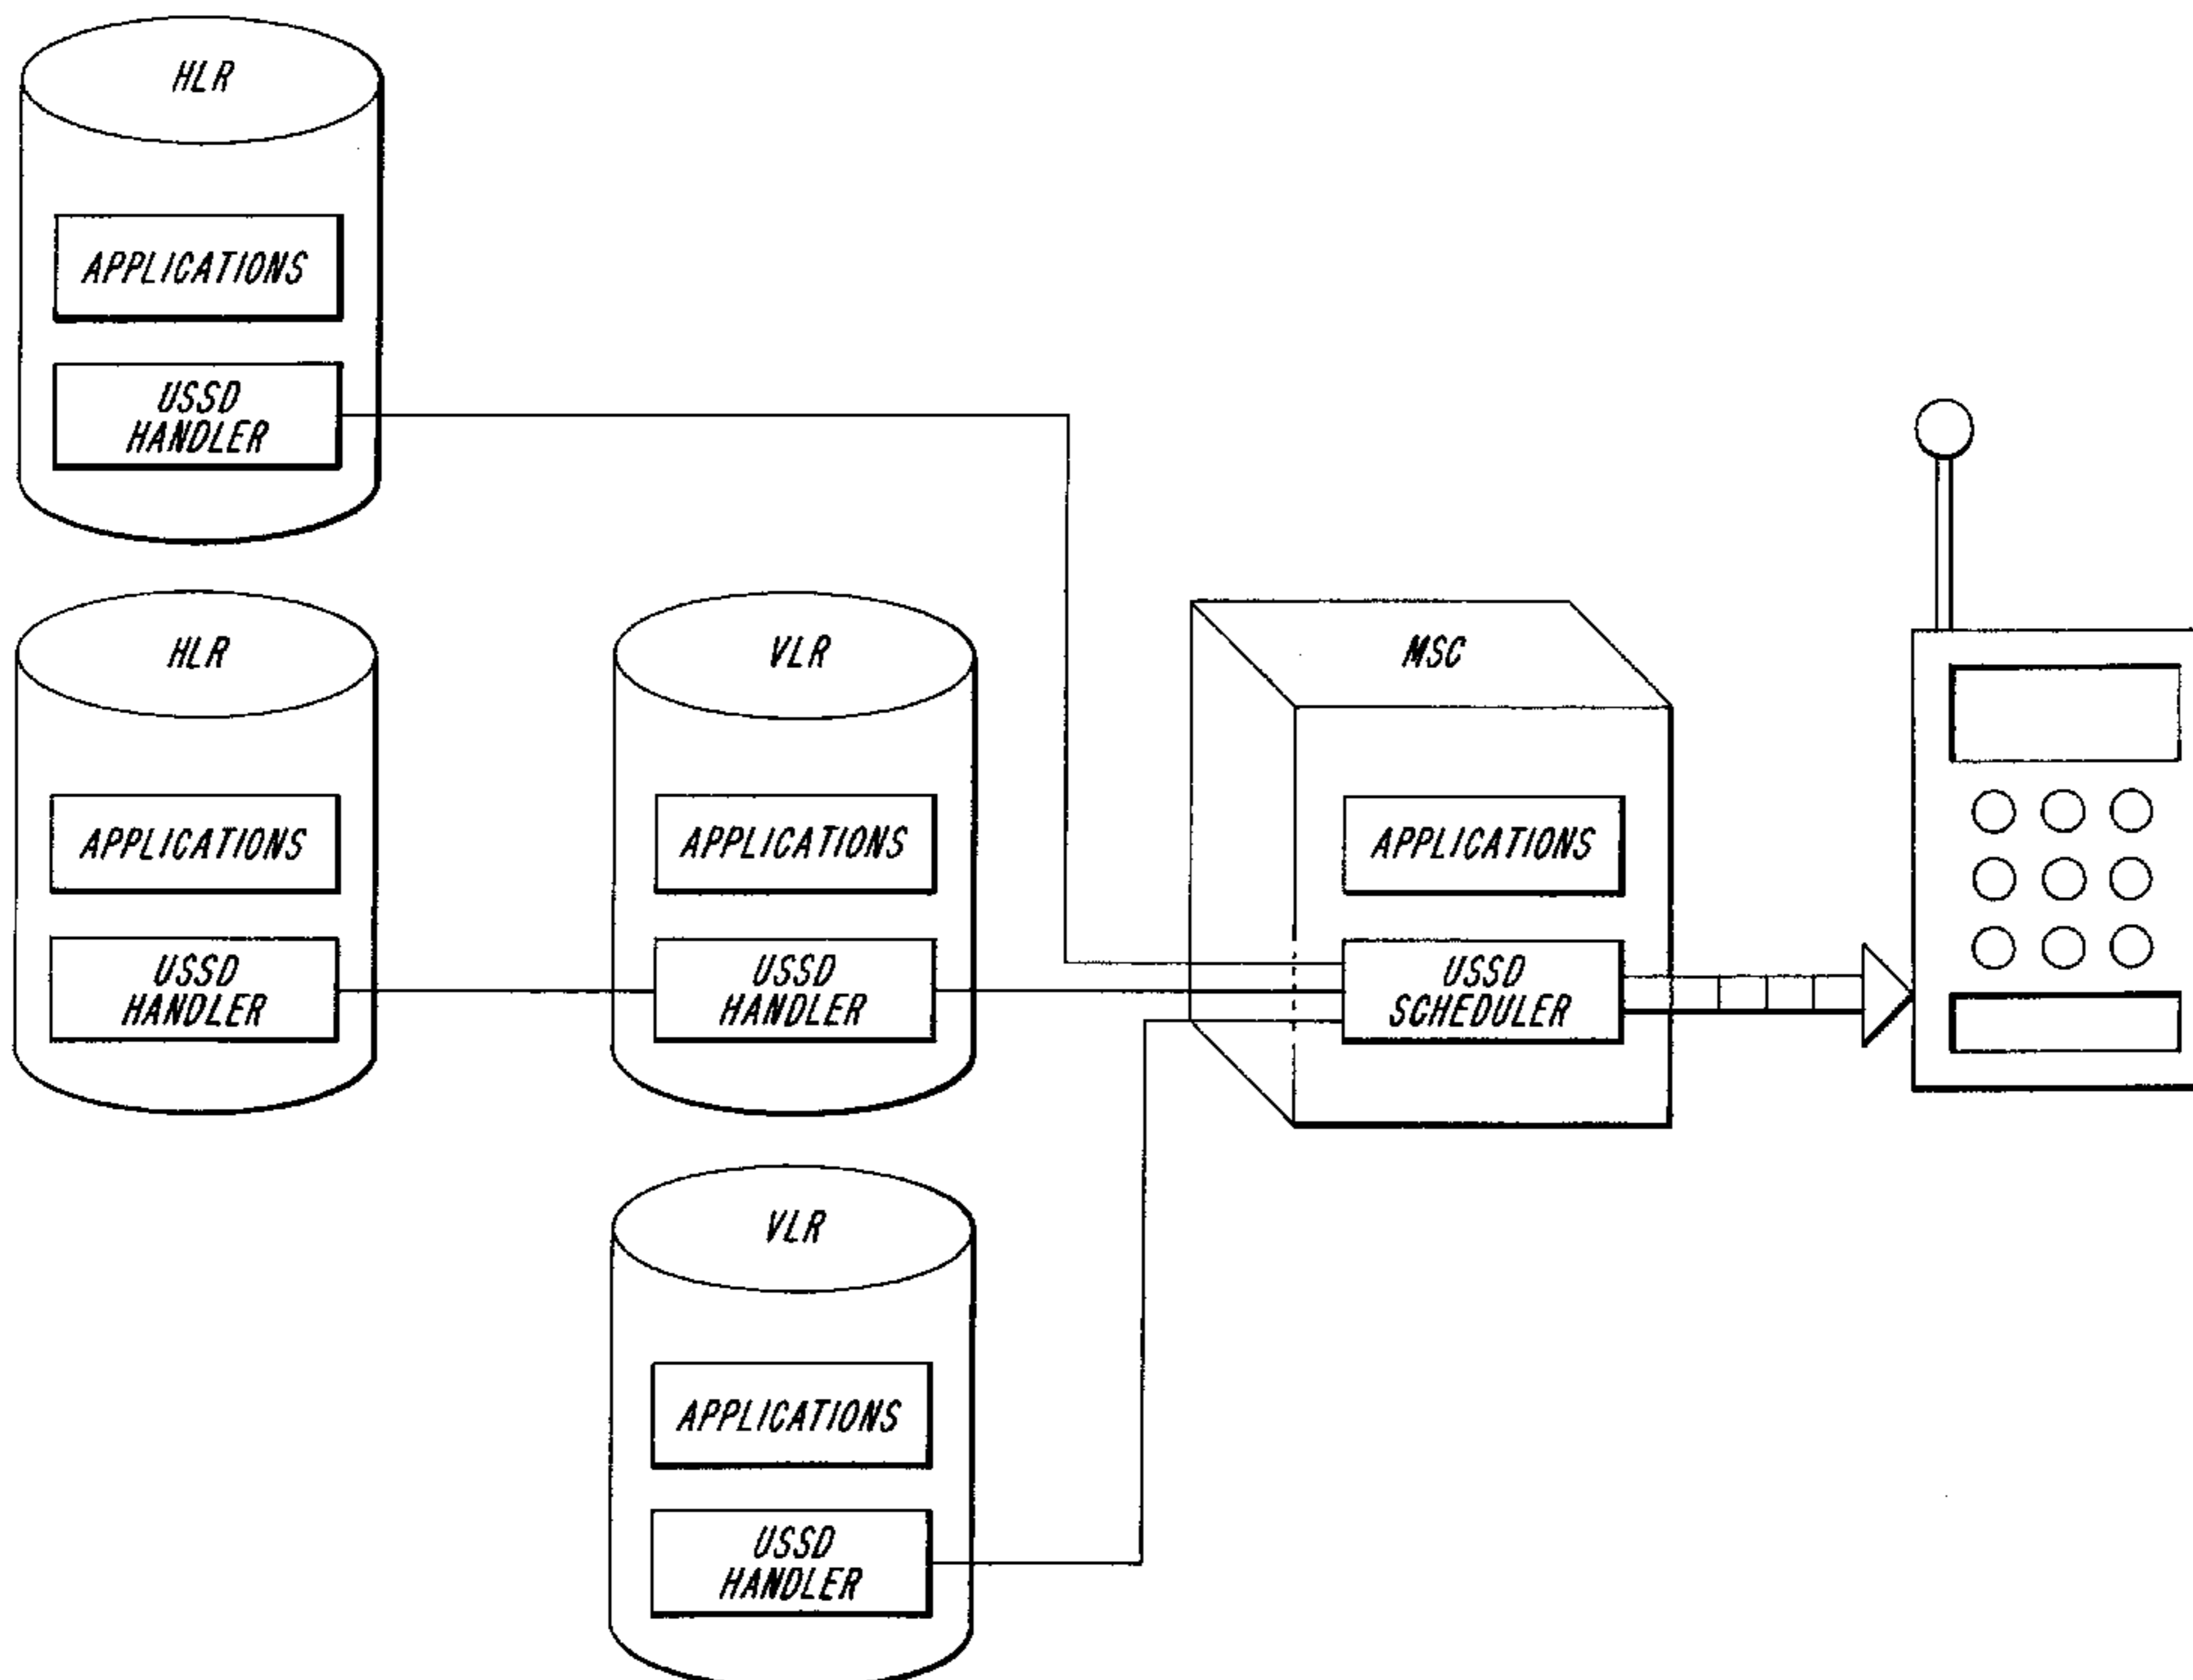 HLR
APPLICATIONS
USSD
HANDLER
HLR
APPLICATIONS
USSD
HANDLER
VLR
APPLICATIONS
USSD
HANDLER
MSC
APPLICATIONS
USSD
SCHEDULER
VLR
APPLICATIONS
USSD
HANDLER